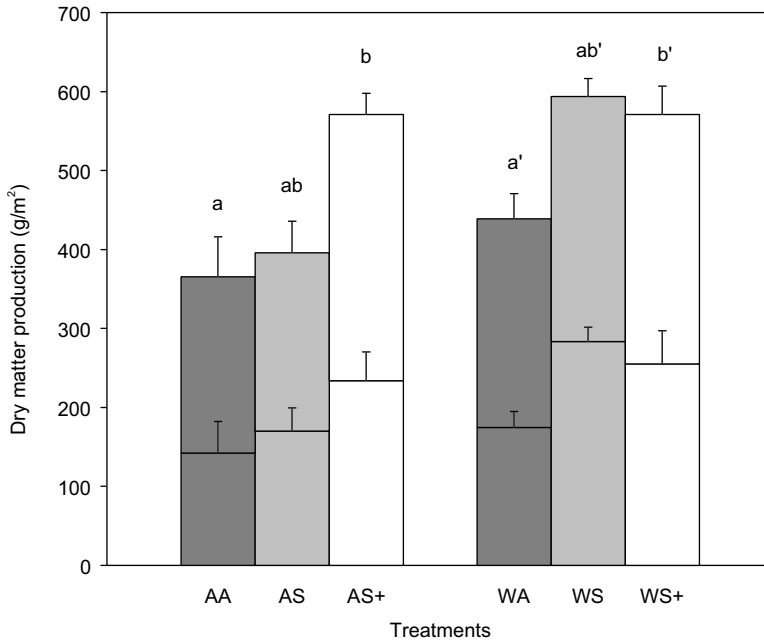 700
600
500
400
300
200
100
0
Dry matter production (g/m²)
a
ab
b
a'
ab'
b'
AA AS AS+ WA WS WS+
Treatments